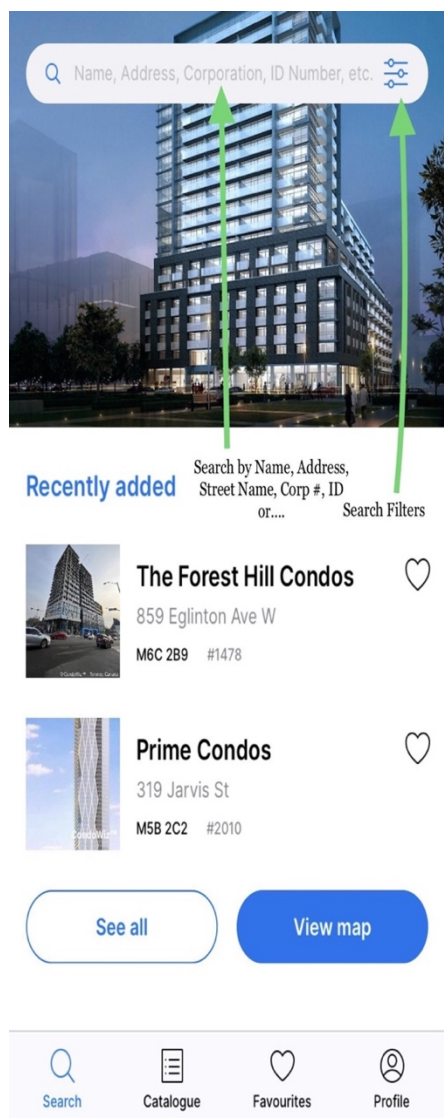 Name, Address, Corporation, ID Number, etc.
Recently added
Search by Name, Address,
Street Name, Corp #, ID
or....
Search Filters
The Forest Hill Condos
859 Eglinton Ave W
M6C 2B9 #1478
Prime Condos
319 Jarvis St
M5B 2C2 #2010
CondoWiz™
See all
View map
Search
Catalogue
Favourites
Profile